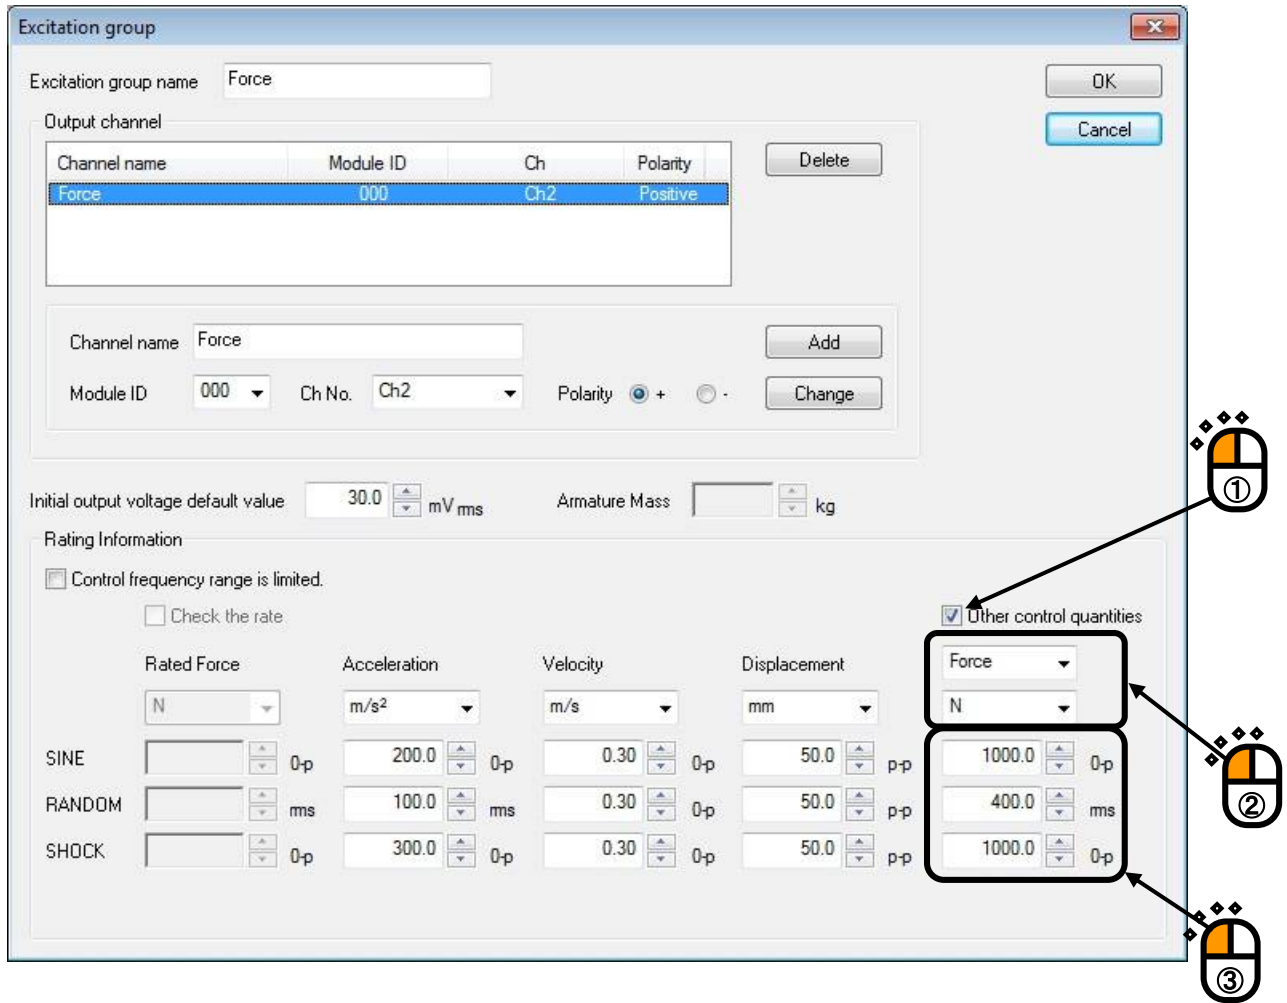 Excitation group
Excitation group name Force OK
Output channel Cancel
Channel name Module ID Ch Polarity Delete
Force 000 Ch2 Positive
Channel name Force Add
Module ID 000 Ch No. Ch2 Polarity + - Change
①
Initial output voltage default value 30.0 mV rms Armature Mass kg
Rating Information
Control frequency range is limited.
Check the rate Other control quantities
Rated Force Acceleration Velocity Displacement Force
N m/s² m/s mm N
SINE 0-p 200.0 0-p 0.30 0-p 50.0 p-p 1000.0 0-p
②
RANDOM rms 100.0 rms 0.30 0-p 50.0 p-p 400.0 rms
SHOCK 0-p 300.0 0-p 0.30 0-p 50.0 p-p 1000.0 0-p
③